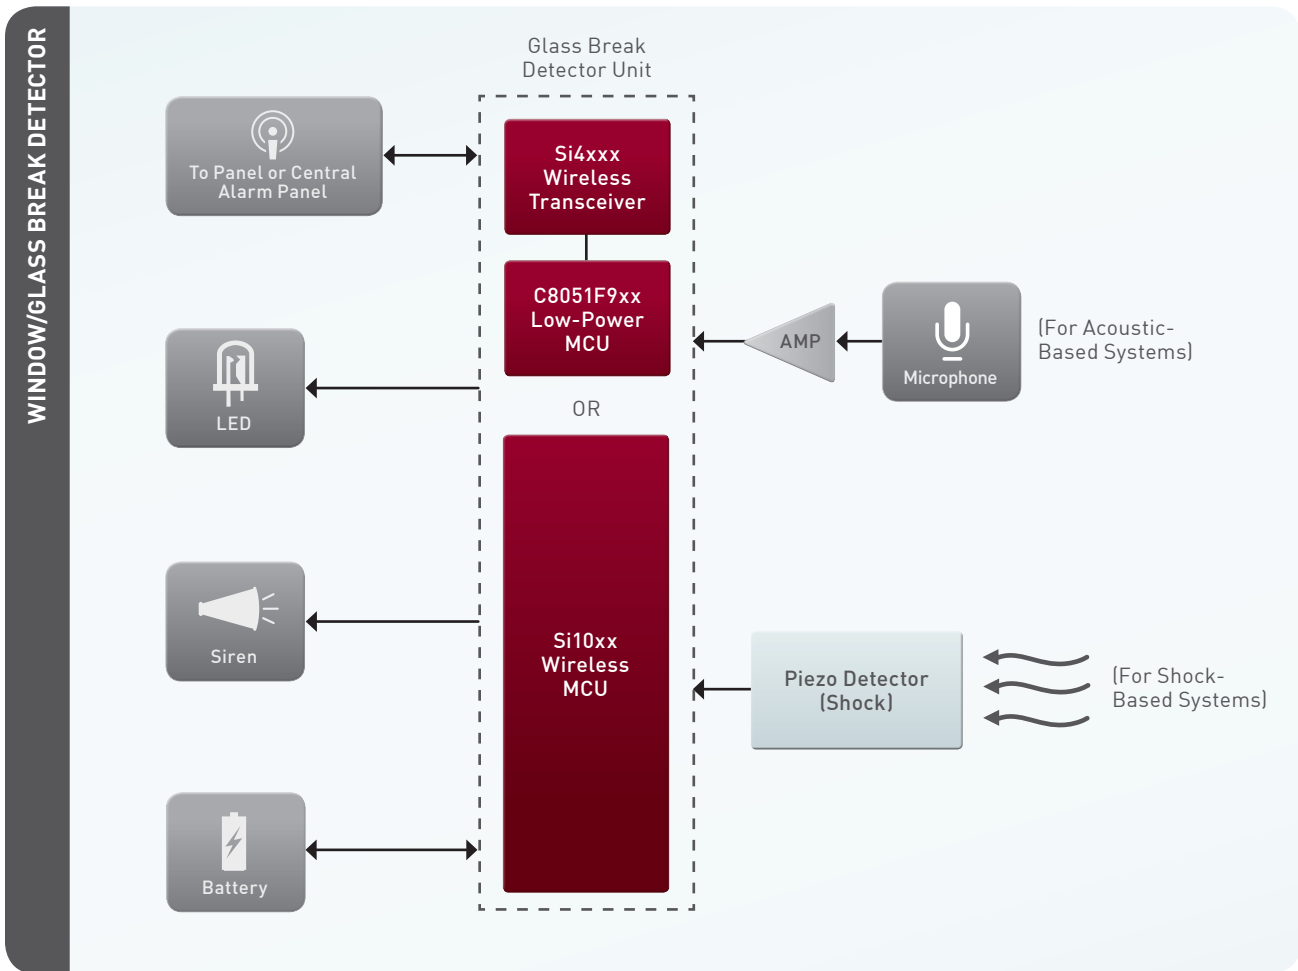 WINDOW/GLASS BREAK DETECTOR
Glass Break
Detector Unit
To Panel or Central
Alarm Panel
Si4xxx
Wireless
Transceiver
C8051F9xx
Low-Power
MCU
AMP
Microphone
(For Acoustic-
Based Systems)
LED
OR
Siren
Si10xx
Wireless
MCU
Piezo Detector
(Shock)
(For Shock-
Based Systems)
Battery